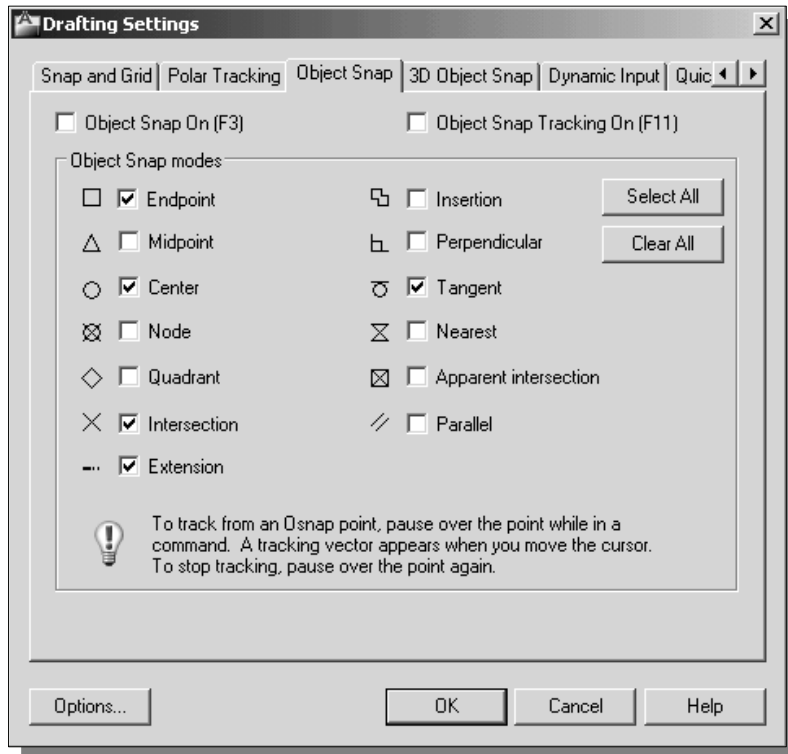 Drafting Settings
Snap and Grid Polar Tracking Object Snap 3D Object Snap Dynamic Input Quic
Object Snap On (F3) Object Snap Tracking On (F11)
Object Snap modes
Endpoint Insertion Select All
Midpoint Perpendicular Clear All
Center Tangent
Node Nearest
Quadrant Apparent intersection
Intersection Parallel
Extension
To track from an Osnap point, pause over the point while in a
command. A tracking vector appears when you move the cursor.
To stop tracking, pause over the point again.
Options... OK Cancel Help